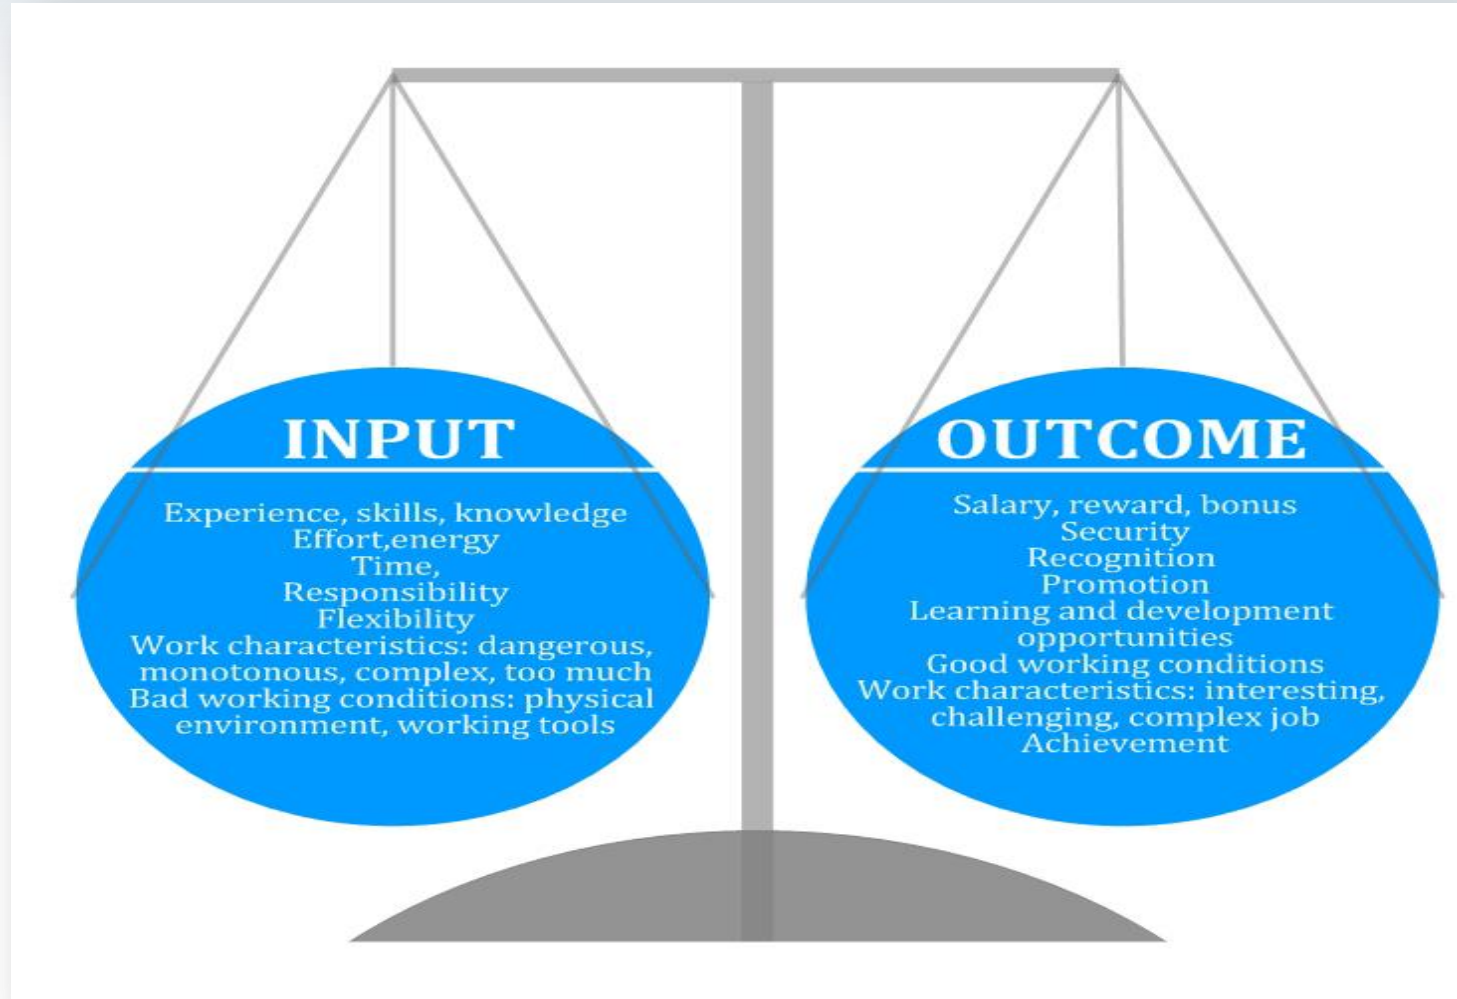 INPUT
Experience, skills, knowledge
Effort,energy
Time,
Responsibility
Flexibility
Work characteristics: dangerous,
monotonous, complex, too much
Bad working conditions: physical
environment, working tools
OUTCOME
Salary, reward, bonus
Security
Recognition
Promotion
Learning and development
opportunities
Good working conditions
Work characteristics: interesting,
challenging, complex job
Achievement